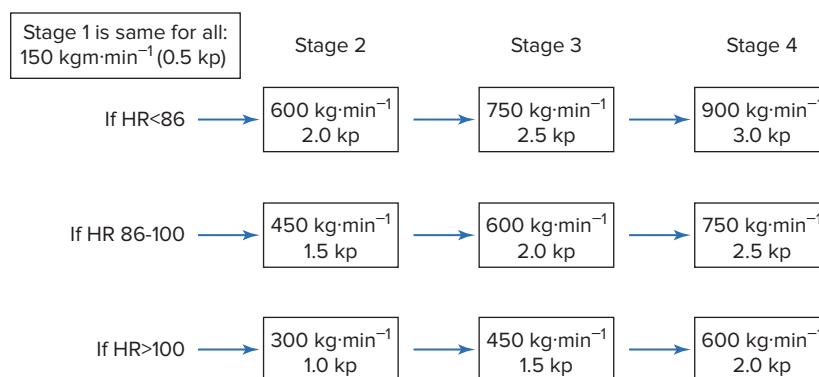 Stage 1 is same for all:
150 kgm·min⁻¹ (0.5 kp)
Stage 2
Stage 3
Stage 4
If HR<86
600 kg·min⁻¹
2.0 kp
750 kg·min⁻¹
2.5 kp
900 kg·min⁻¹
3.0 kp
If HR 86-100
450 kg·min⁻¹
1.5 kp
600 kg·min⁻¹
2.0 kp
750 kg·min⁻¹
2.5 kp
If HR>100
300 kg·min⁻¹
1.0 kp
450 kg·min⁻¹
1.5 kp
600 kg·min⁻¹
2.0 kp